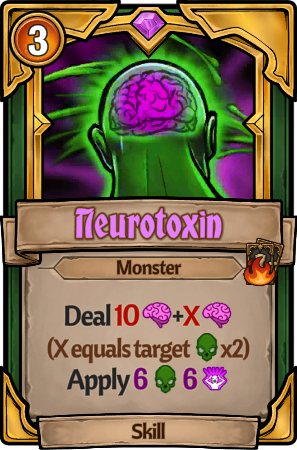 3
Neurotoxin
Monster
Deal 10 +X
(X equals target x2)
Apply 6 6
Skill